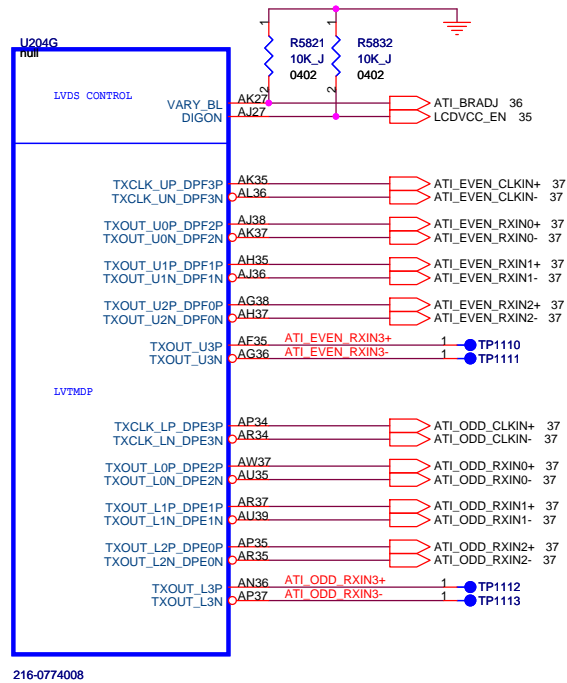 U204G
null
LVDS CONTROL
1 1
R5821 R5832
10K_J 10K_J
0402 0402
2 2
VARY_BL AK27 ATI_BRADJ 36
DIGON AJ27 LCDVCC_EN 35
TXCLK_UP_DPF3P AK35 ATI_EVEN_CLKIN+ 37
TXCLK_UN_DPF3N AL36 ATI_EVEN_CLKIN- 37
TXOUT_U0P_DPF2P AJ38 ATI_EVEN_RXIN0+ 37
TXOUT_U0N_DPF2N AK37 ATI_EVEN_RXIN0- 37
TXOUT_U1P_DPF1P AH35 ATI_EVEN_RXIN1+ 37
TXOUT_U1N_DPF1N AJ36 ATI_EVEN_RXIN1- 37
TXOUT_U2P_DPF0P AG38 ATI_EVEN_RXIN2+ 37
TXOUT_U2N_DPF0N AH37 ATI_EVEN_RXIN2- 37
TXOUT_U3P AF35 ATI_EVEN_RXIN3+ 1 TP1110
TXOUT_U3N AG36 ATI_EVEN_RXIN3- 1 TP1111
LVTMDP
TXCLK_LP_DPE3P AP34 ATI_ODD_CLKIN+ 37
TXCLK_LN_DPE3N AR34 ATI_ODD_CLKIN- 37
TXOUT_L0P_DPE2P AW37 ATI_ODD_RXIN0+ 37
TXOUT_L0N_DPE2N AU35 ATI_ODD_RXIN0- 37
TXOUT_L1P_DPE1P AR37 ATI_ODD_RXIN1+ 37
TXOUT_L1N_DPE1N AU39 ATI_ODD_RXIN1- 37
TXOUT_L2P_DPE0P AP35 ATI_ODD_RXIN2+ 37
TXOUT_L2N_DPE0N AR35 ATI_ODD_RXIN2- 37
TXOUT_L3P AN36 ATI_ODD_RXIN3+ 1 TP1112
TXOUT_L3N AP37 ATI_ODD_RXIN3- 1 TP1113
216-0774008